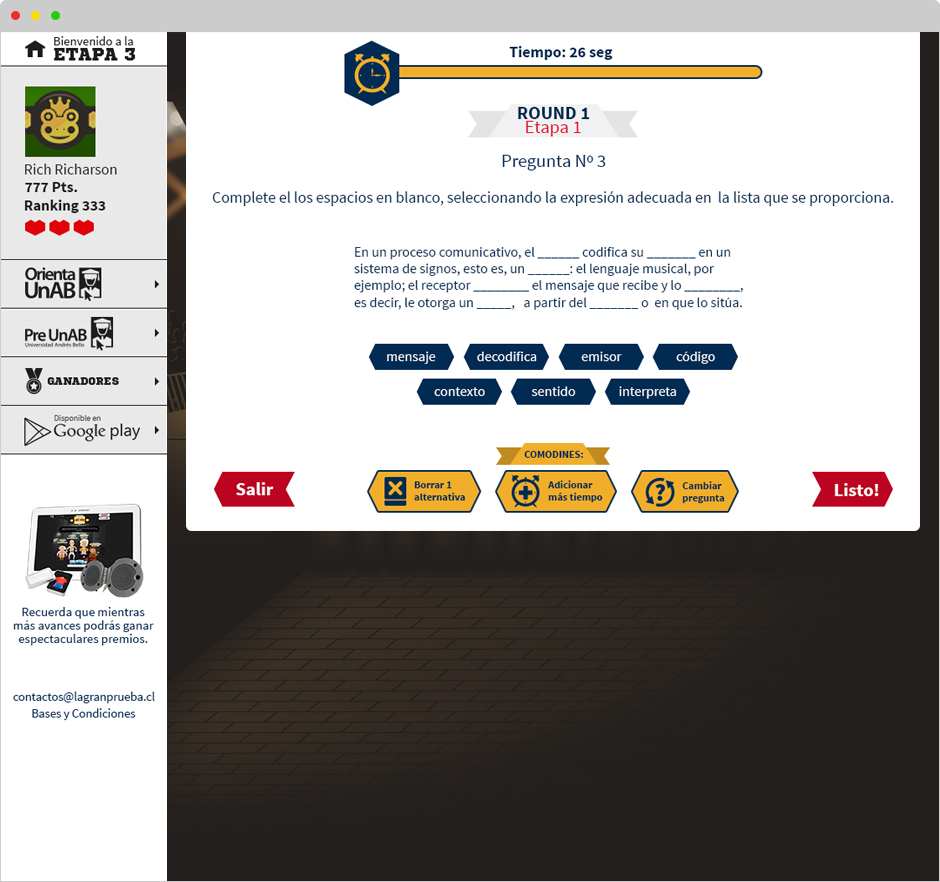 Bienvenido a la
ETAPA 3
Rich Richarson
777 Pts.
Ranking 333
Orienta
UnAB
Pre UnAB
Universidad Andrés Bello
GANADORES
Disponible en
Google play
Recuerda que mientras
más avances podrás ganar
espectaculares premios.
contactos@lagranprueba.cl
Bases y Condiciones
Tiempo: 26 seg
ROUND 1
Etapa 1
Pregunta Nº 3
Complete el los espacios en blanco, seleccionando la expresión adecuada en la lista que se proporciona.
En un proceso comunicativo, el ______ codifica su _______ en un
sistema de signos, esto es, un ______: el lenguaje musical, por
ejemplo; el receptor ________ el mensaje que recibe y lo ________,
es decir, le otorga un _____, a partir del _______ o en que lo sitúa.
mensaje decodifica emisor código
contexto sentido interpreta
COMODINES:
Salir
Borrar 1
alternativa
Adicionar
más tiempo
Cambiar
pregunta
Listo!